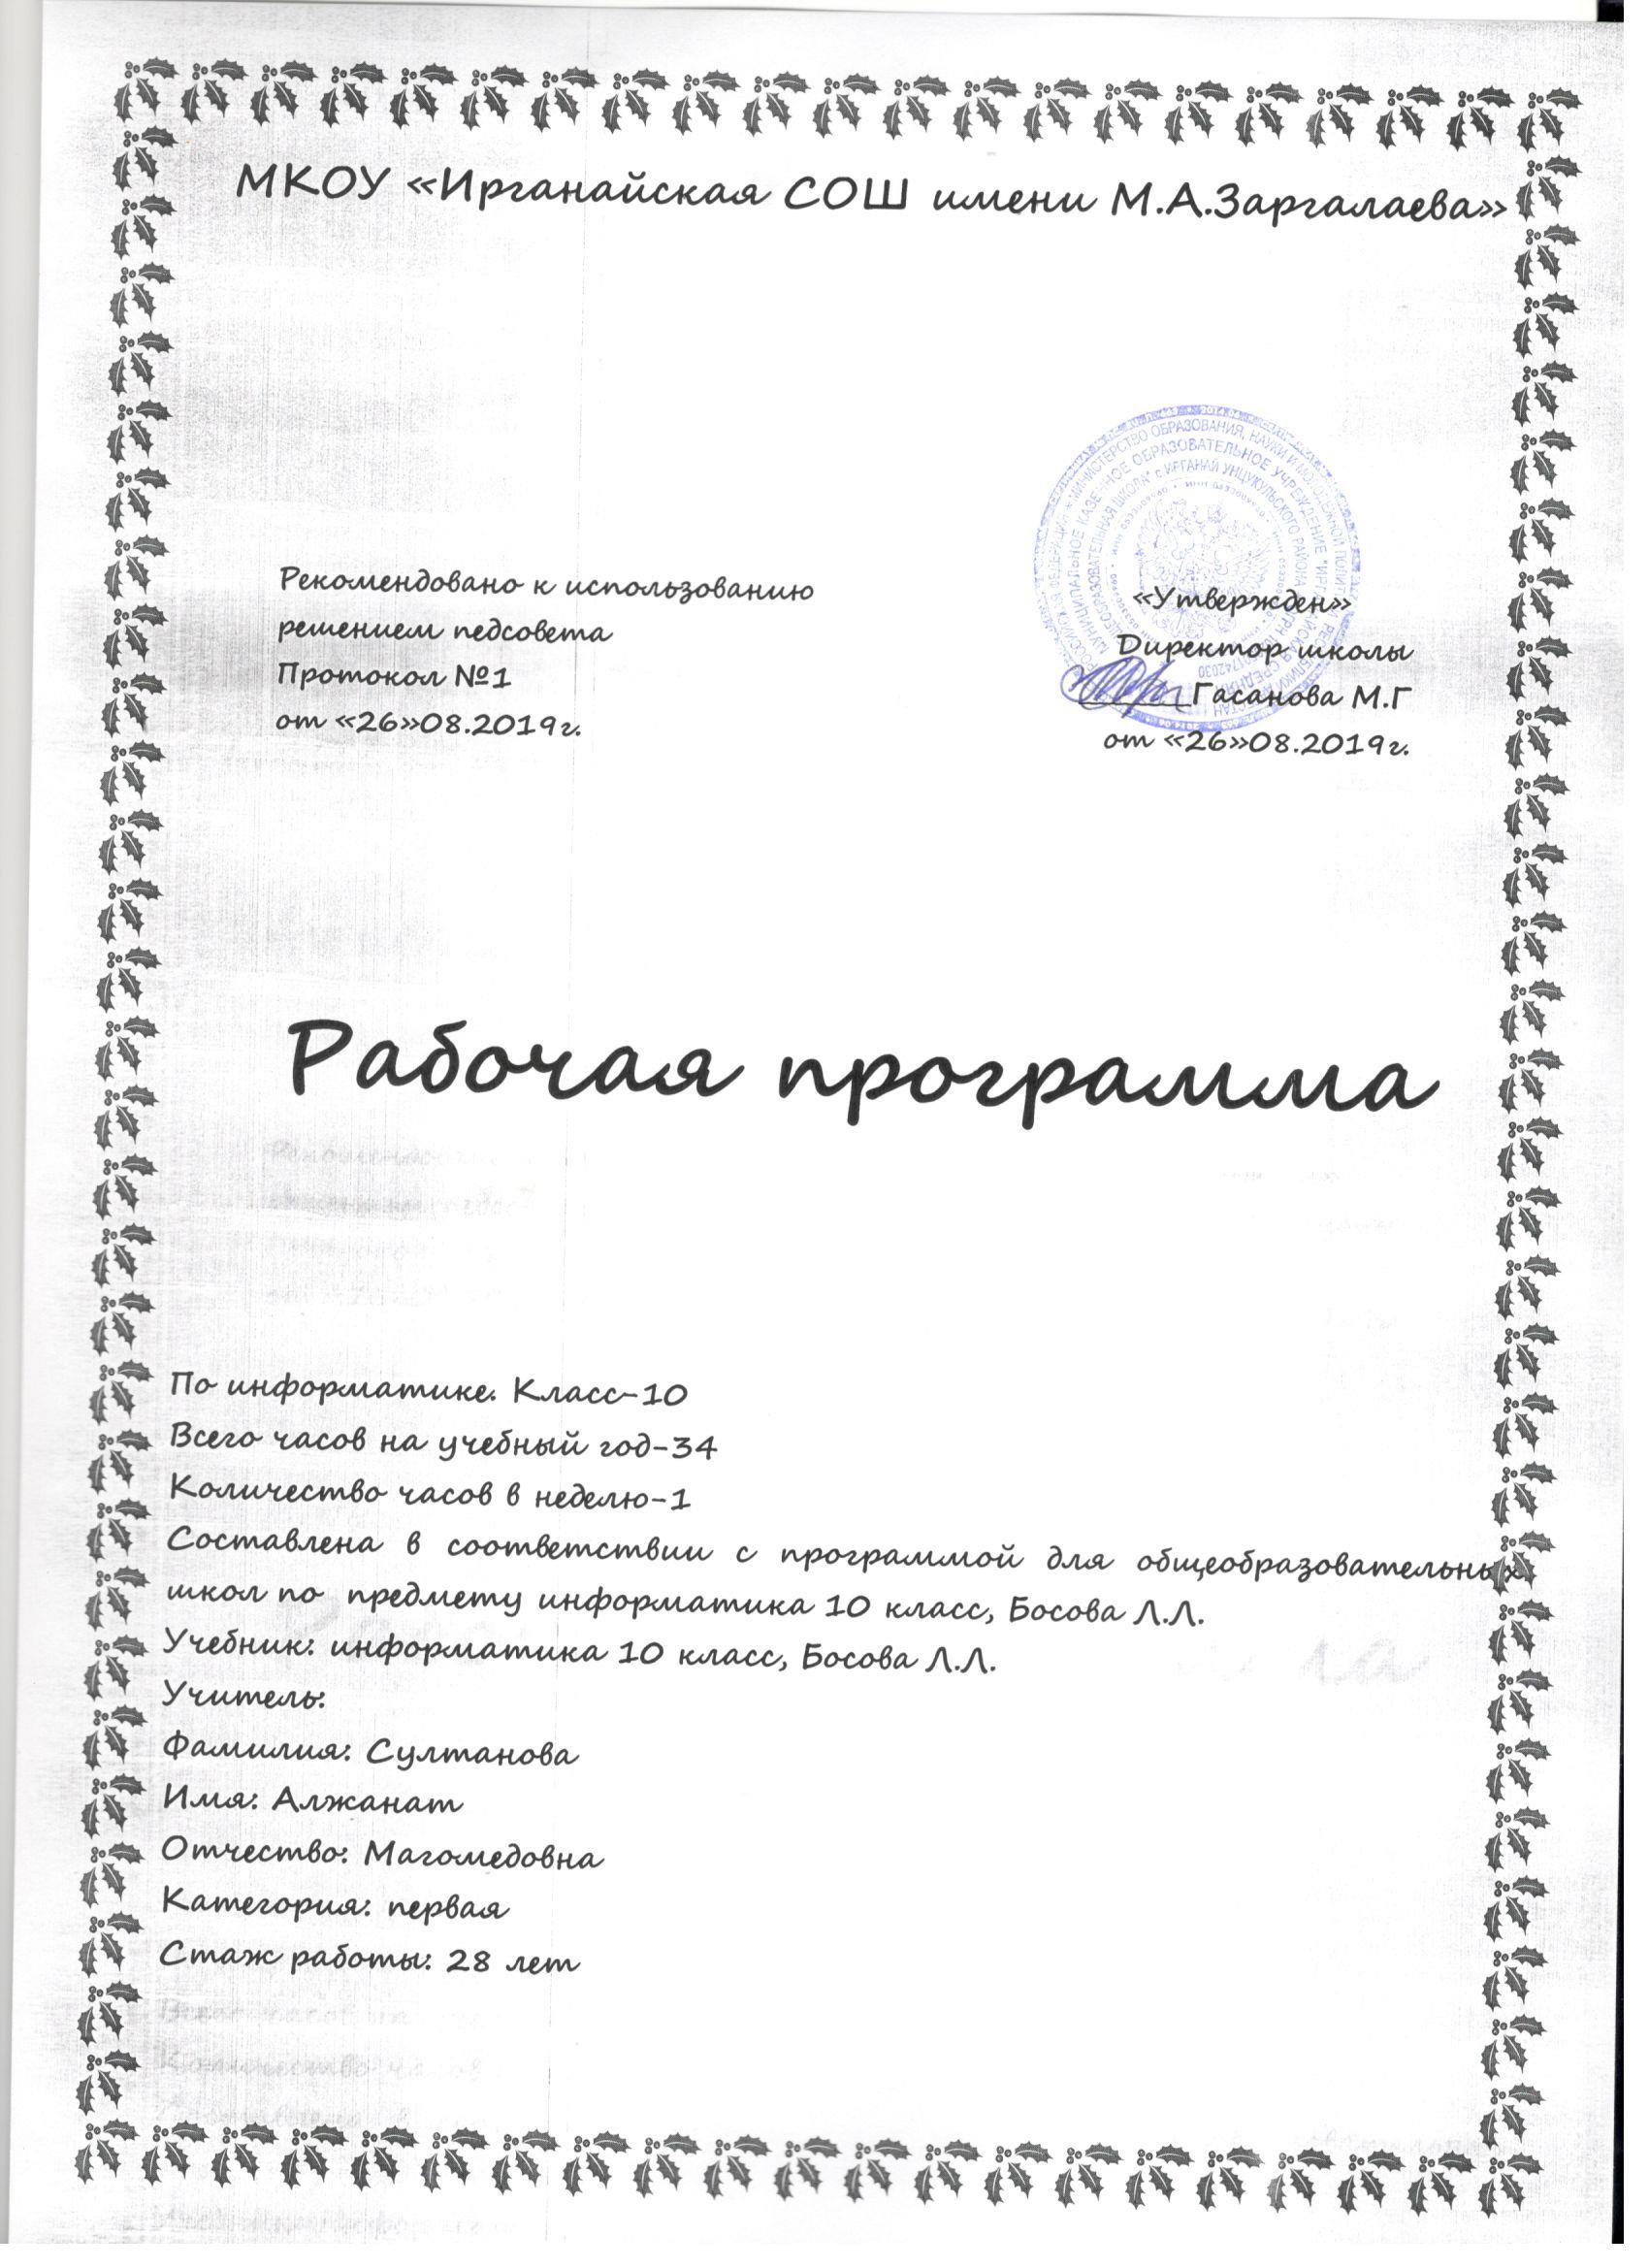 МКОУ «Ирганайская СОШ имени М.А.Заргалаева»
Рекомендовано к использованию
решением педсовета
Протокол №1
от «26»08.2019г.
«Утвержден»
Директор школы
Гасанова М.Г
от «26»08.2019г.
Рабочая программа
По информатике. Класс-10
Всего часов на учебный год-34
Количество часов в неделю-1
Составлена в соответствии с программой для общеобразовательных
школ по предмету информатика 10 класс, Босова Л.Л.
Учебник: информатика 10 класс, Босова Л.Л.
Учитель:
Фамилия: Султанова
Имя: Алжанат
Отчество: Магомедовна
Категория: первая
Стаж работы: 28 лет